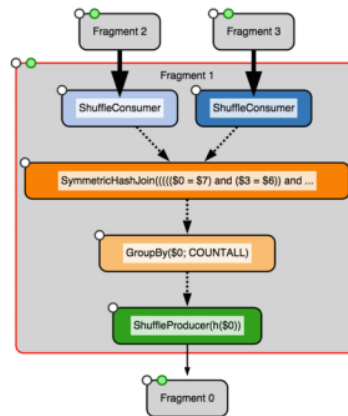 Fragment 2
Fragment 3
Fragment 1
ShuffleConsumer
ShuffleConsumer
SymmetricHashJoin((((($0 = $7) and ($3 = $6)) and ...
GroupBy($0; COUNTALL)
ShuffleProducer(h($0))
Fragment 0